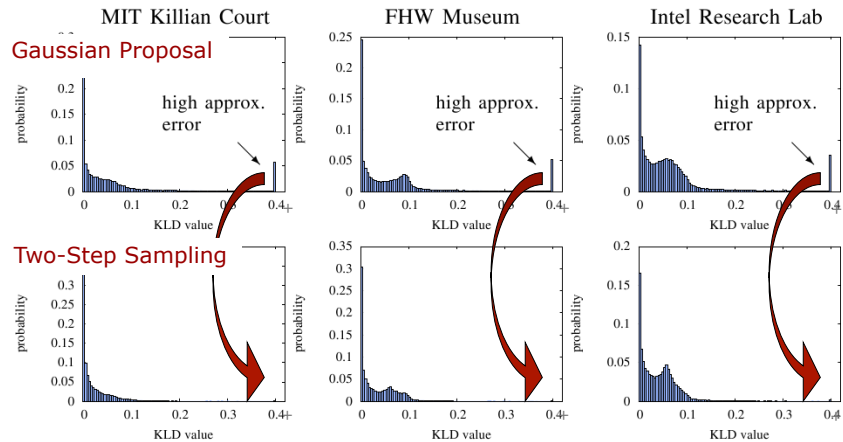 MIT Killian Court
FHW Museum
Intel Research Lab
Gaussian Proposal
probability
0.2
0.15
0.1
0.05
0
high approx.
error
0 0.1 0.2 0.3 0.4+
KLD value
probability
0.25
0.2
0.15
0.1
0.05
0
high approx.
error
0 0.1 0.2 0.3 0.4+
KLD value
probability
0.15
0.1
0.05
0
high approx.
error
0 0.1 0.2 0.3 0.4+
KLD value
Two-Step Sampling
probability
0.3
0.25
0.2
0.15
0.1
0.05
0
0 0.1 0.2 0.3 0.4+
KLD value
probability
0.35
0.3
0.25
0.2
0.15
0.1
0.05
0
0 0.1 0.2 0.3 0.4+
KLD value
probability
0.2
0.15
0.1
0.05
0
0 0.1 0.2 0.3 0.4+
KLD value